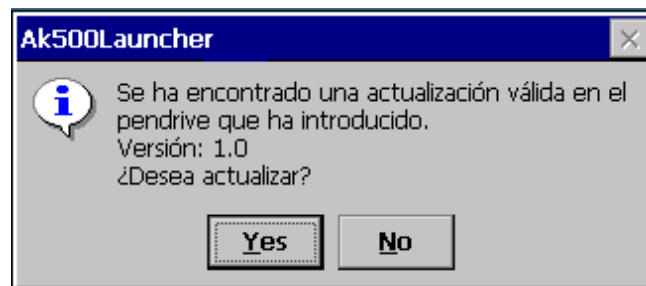 Ak500Launcher
Se ha encontrado una actualización válida en el
pendrive que ha introducido.
Versión: 1.0
¿Desea actualizar?
Yes No